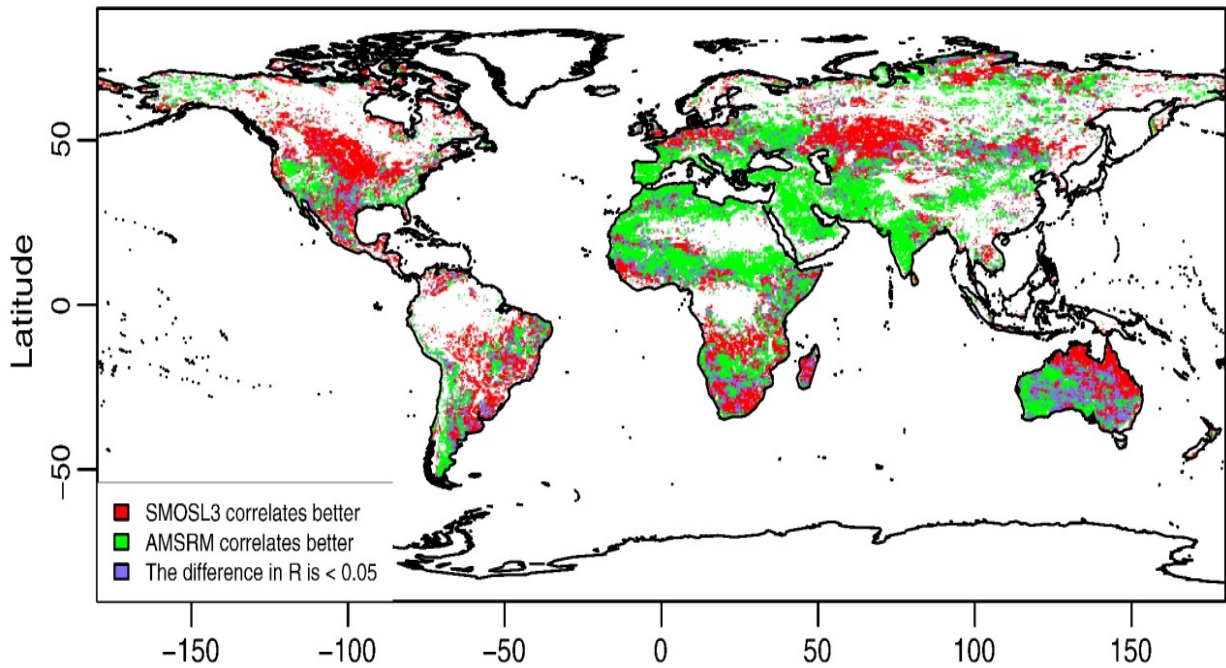 50
0
−50
Latitude
SMOSL3 correlates better
AMSRM correlates better
The difference in R is < 0.05
−150 −100 −50 0 50 100 150